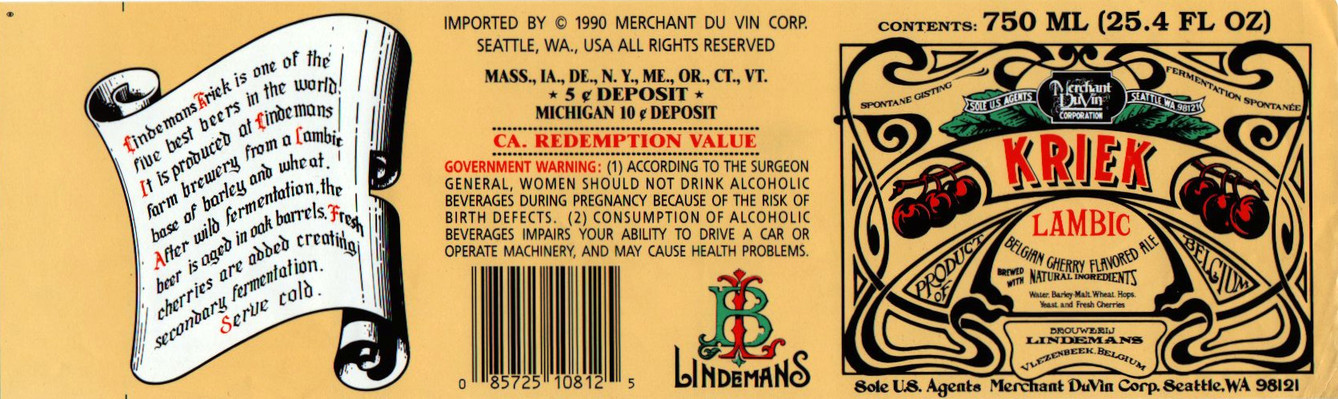 Lindemans Kriek is one of the
five best beers in the world!
It is produced at Lindemans
farm brewery from a Lambic
base of barley and wheat.
After wild fermentation, the
beer is aged in oak barrels. Fresh
cherries are added creating
secondary fermentation.
Serve cold.
IMPORTED BY © 1990 MERCHANT DU VIN CORP.
SEATTLE, WA., USA ALL RIGHTS RESERVED
MASS., IA., DE., N. Y., ME., OR., CT., VT.
★ 5 ¢ DEPOSIT ★
MICHIGAN 10 ¢ DEPOSIT
CA. REDEMPTION VALUE
GOVERNMENT WARNING: (1) ACCORDING TO THE SURGEON
GENERAL, WOMEN SHOULD NOT DRINK ALCOHOLIC
BEVERAGES DURING PREGNANCY BECAUSE OF THE RISK OF
BIRTH DEFECTS. (2) CONSUMPTION OF ALCOHOLIC
BEVERAGES IMPAIRS YOUR ABILITY TO DRIVE A CAR OR
OPERATE MACHINERY, AND MAY CAUSE HEALTH PROBLEMS.
0 85725 10812 5
BL
LINDEMANS
CONTENTS: 750 ML (25.4 FL OZ)
SPONTANE GISTING
FERMENTATION SPONTANÉE
SOLE U.S. AGENTS
Merchant
Du Vin
CORPORATION
SEATTLE WA 98121
KRIEK
LAMBIC
BELGIAN CHERRY FLAVORED ALE
BREWED
WITH
NATURAL INGREDIENTS
Water, Barley-Malt, Wheat, Hops,
Yeast and Fresh Cherries
PRODUCT
OF
BELGIUM
BROUWERIJ
LINDEMANS
VLEZENBEEK, BELGIUM
Sole U.S. Agents Merchant DuVin Corp. Seattle, WA 98121